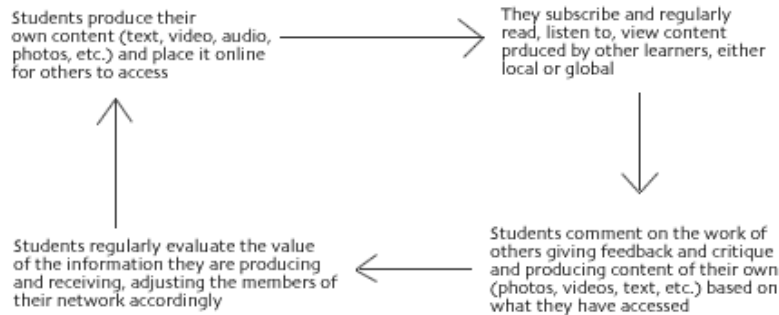 Students produce their
own content (text, video, audio,
photos, etc.) and place it online
for others to access
They subscribe and regularly
read, listen to, view content
prduced by other learners, either
local or global
Students comment on the work of
others giving feedback and critique
and producing content of their own
(photos, videos, text, etc.) based on
what they have accessed
Students regularly evaluate the value
of the information they are producing
and receiving, adjusting the members of
their network accordingly